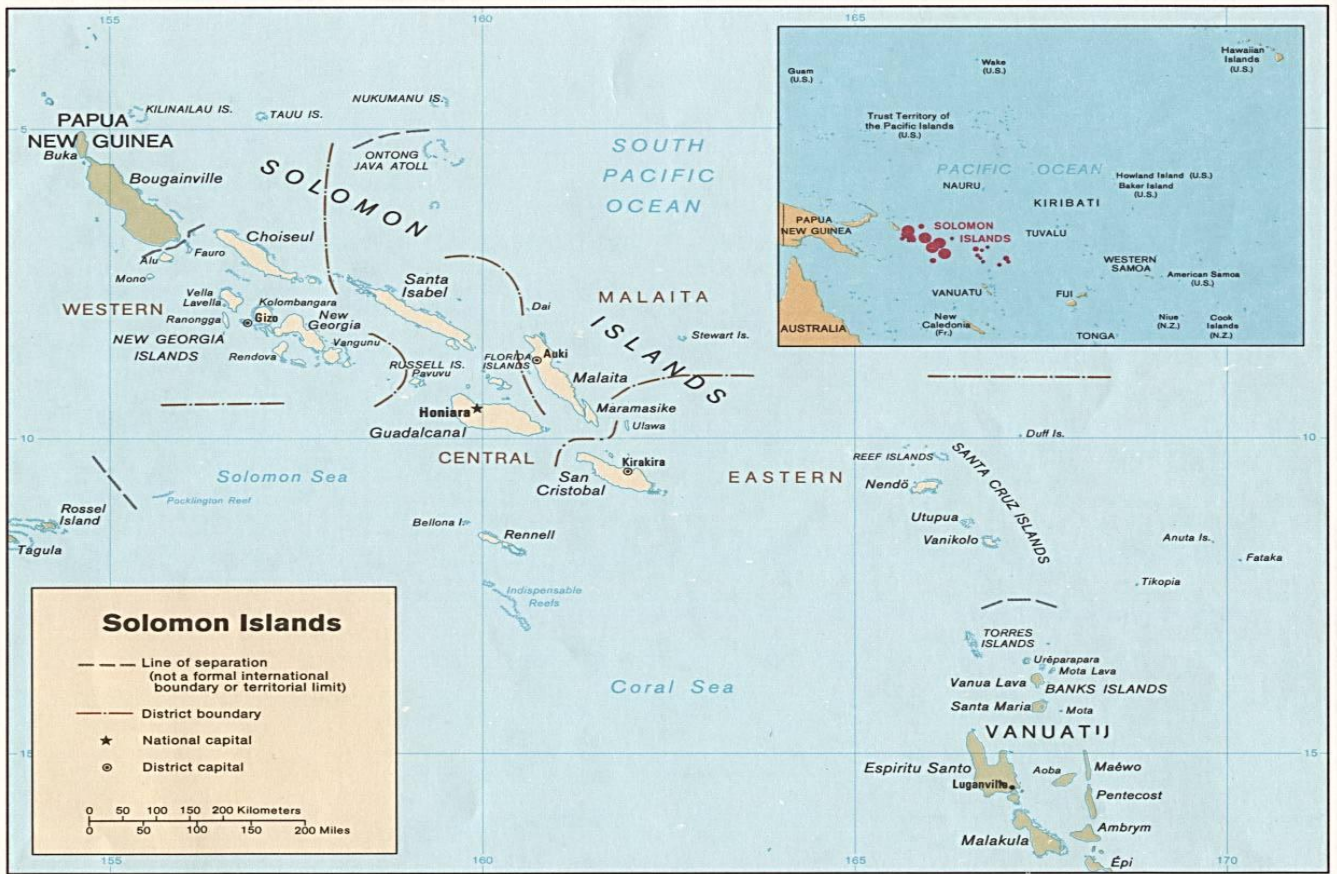 155
160
165
KILINAILAU IS.
TAUU IS.
NUKUMANU IS.
PAPUA
NEW GUINEA
5
Buka
Bougainville
ONTONG
JAVA ATOLL
SOLOMON
ISLANDS
SOUTH
PACIFIC
OCEAN
Choiseul
Fauro
Alu
Mono
Santa
Isabel
Vella
Lavella
Kolombangara
WESTERN
Ranongga
Gizo
New
Georgia
NEW GEORGIA
ISLANDS
Vangunu
Rendova
Dai
MALAITA
Stewart Is.
RUSSELL IS.
Pavuvu
FLORIDA
ISLANDS
Auki
Malaita
Maramasike
Ulawa
Honiara
Guadalcanal
10
10
CENTRAL
San
Cristobal
Kirakira
EASTERN
Solomon Sea
Pocklington Reef
Rossel
Island
Tagula
Bellona I.
Rennell
Indispensable
Reefs
Coral Sea
Duff Is.
REEF ISLANDS
SANTA CRUZ ISLANDS
Nendö
Utupua
Vanikolo
Anuta Is.
Fataka
Tikopia
TORRES
ISLANDS
Uréparapara
Mota Lava
Vanua Lava
BANKS ISLANDS
Santa Maria
Mota
VANUATU
15
15
Espiritu Santo
Luganville
Aoba
Maéwo
Pentecost
Malakula
Ambrym
Épi
155
160
165
170
Guam
(U.S.)
Wake
(U.S.)
Hawaiian
Islands
(U.S.)
Trust Territory of
the Pacific Islands
(U.S.)
PACIFIC OCEAN
NAURU
Howland Island (U.S.)
Baker Island
(U.S.)
KIRIBATI
PAPUA
NEW GUINEA
SOLOMON
ISLANDS
TUVALU
WESTERN
SAMOA
American Samoa
(U.S.)
VANUATU
FIJI
New
Caledonia
(Fr.)
AUSTRALIA
TONGA
Niue
(N.Z.)
Cook
Islands
(N.Z.)
Solomon Islands
Line of separation
(not a formal international
boundary or territorial limit)
District boundary
National capital
District capital
0 50 100 150 200 Kilometers
0 50 100 150 200 Miles